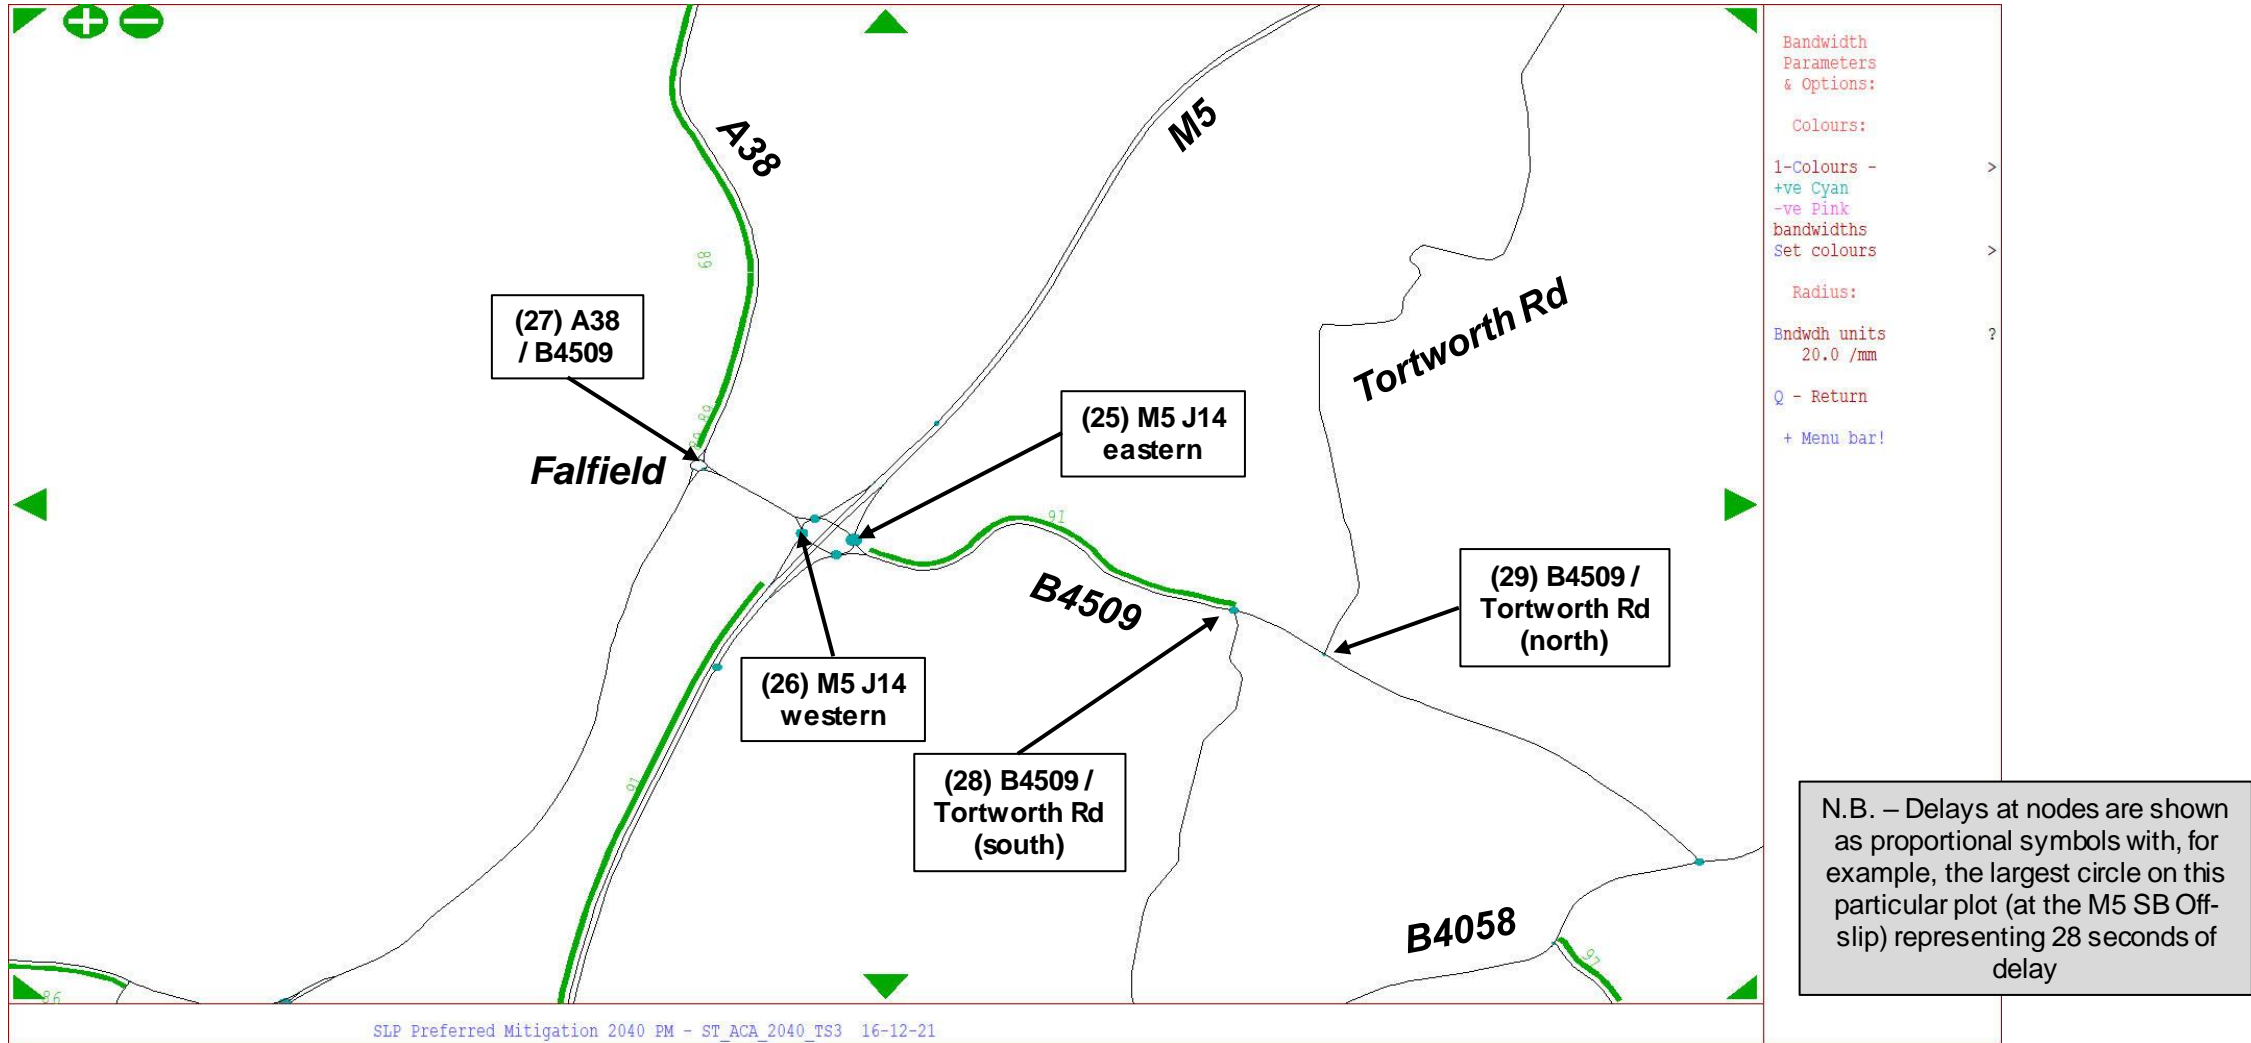 A38
M5
Tortworth Rd
68
(27) A38
/ B4509
(25) M5 J14
eastern
Falfield
91
B4509
(29) B4509 /
Tortworth Rd
(north)
(26) M5 J14
western
91
(28) B4509 /
Tortworth Rd
(south)
B4058
97
86
SLP Preferred Mitigation 2040 PM - ST_ACA_2040_TS3 16-12-21
Bandwidth
Parameters
& Options:
Colours:
1-Colours - >
+ve Cyan
-ve Pink
bandwidths
Set colours >
Radius:
Bndwdh units ?
20.0 /mm
Q - Return
+ Menu bar!
N.B. – Delays at nodes are shown
as proportional symbols with, for
example, the largest circle on this
particular plot (at the M5 SB Off-
slip) representing 28 seconds of
delay